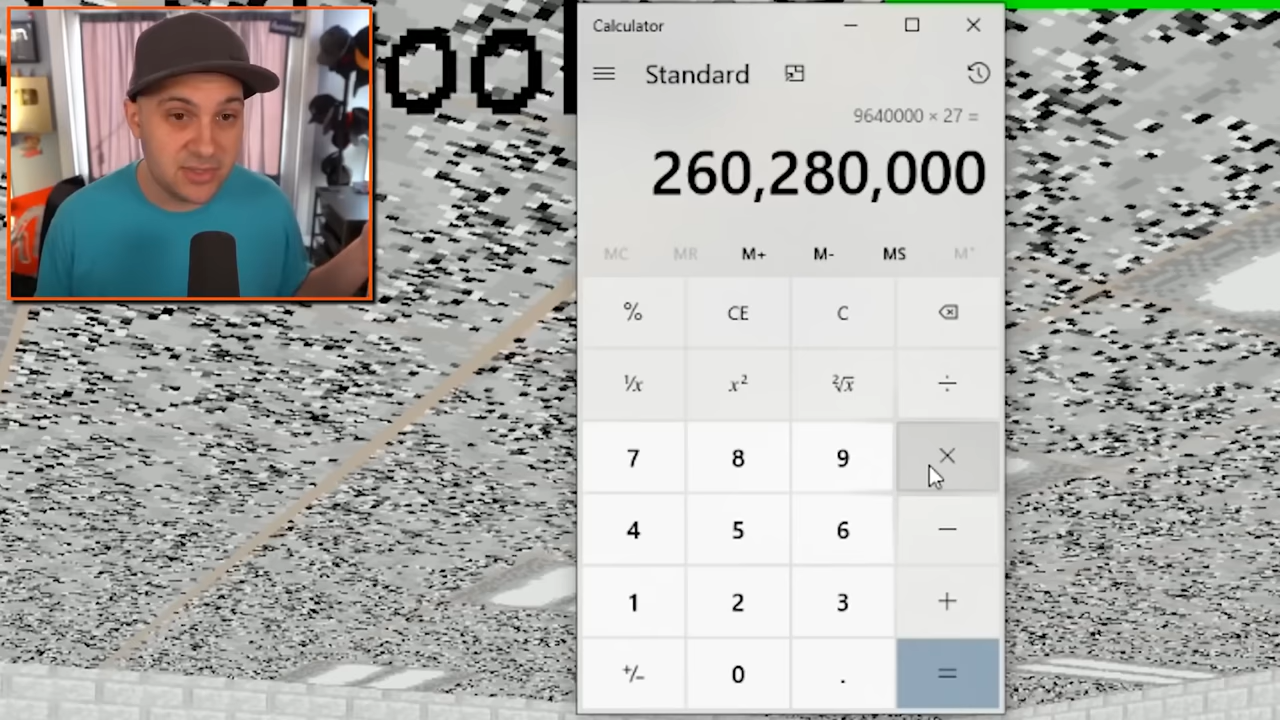 ool
Calculator
Standard
9640000 × 27 =
260,280,000
MC MR M+ M- MS M˅
% CE C
¹/x x² ²√x ÷
7 8 9 ×
4 5 6 −
1 2 3 +
+/− 0 . =